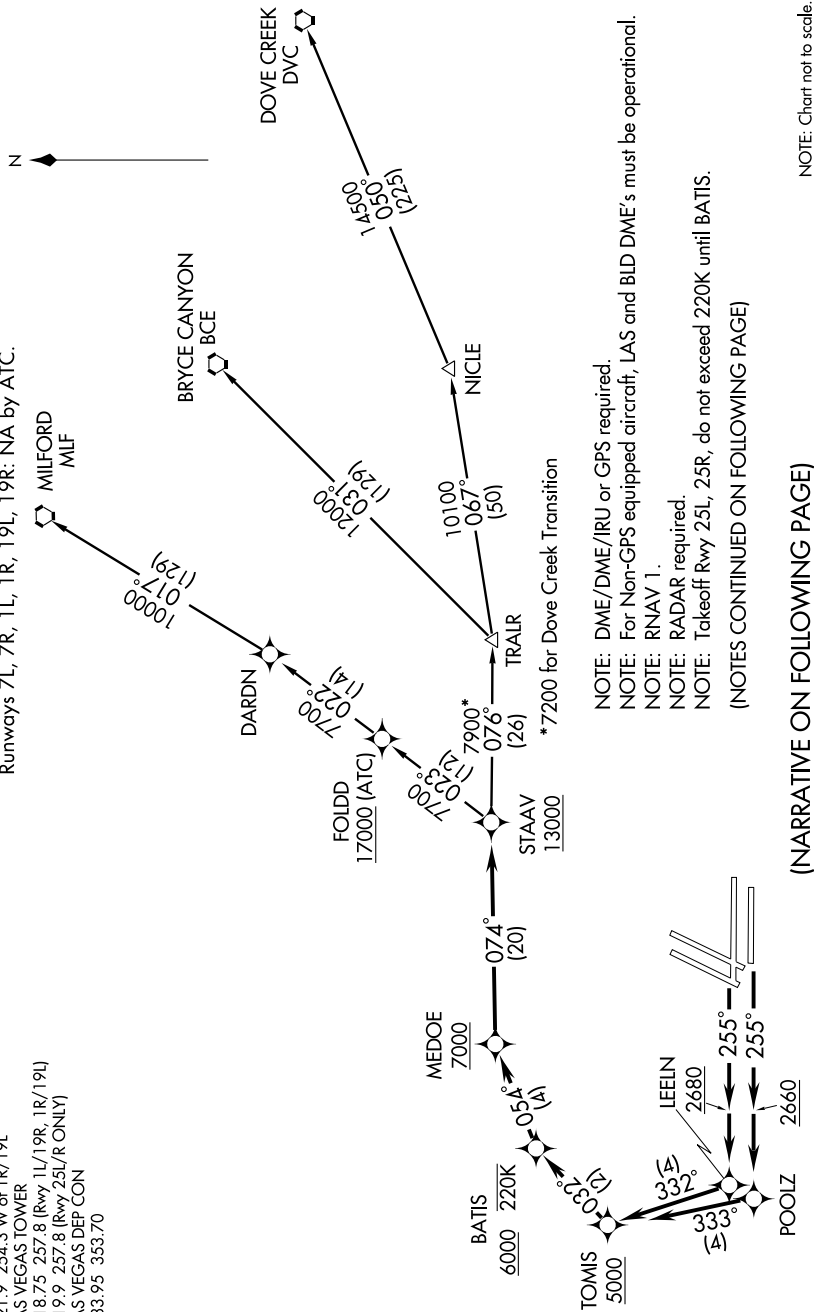 Runways 7L, 7R, 1L, 1R, 19L, 19R: NA by ATC.
AS VEGAS TOWER
18.75 257.8 (Rwy 1L/19R, 1R/19L)
19.9 257.8 (Rwy 25L/R ONLY)
AS VEGAS DEP CON
33.95 353.70
N
MILFORD
MLF
10000
017°
(129)
BRYCE CANYON
BCE
12000
031°
(129)
DOVE CREEK
DVC
14500
050°
(225)
DARDN
7700
022°
(14)
FOLDD
17000 (ATC)
7700
023°
(12)
NICLE
10100
067°
(50)
TRALR
7900*
076°
(26)
*7200 for Dove Creek Transition
STAAV
13000
074°
(20)
MEDOE
7000
054°
(4)
BATIS
6000 220K
032°
(2)
TOMIS
5000
(4)
332°
333°
(4)
LEELN
2680
255°
255°
2660
POOLZ
NOTE: DME/DME/IRU or GPS required.
NOTE: For Non-GPS equipped aircraft, LAS and BLD DME's must be operational.
NOTE: RNAV 1.
NOTE: RADAR required.
NOTE: Takeoff Rwy 25L, 25R, do not exceed 220K until BATIS.
(NOTES CONTINUED ON FOLLOWING PAGE)
(NARRATIVE ON FOLLOWING PAGE)
NOTE: Chart not to scale.